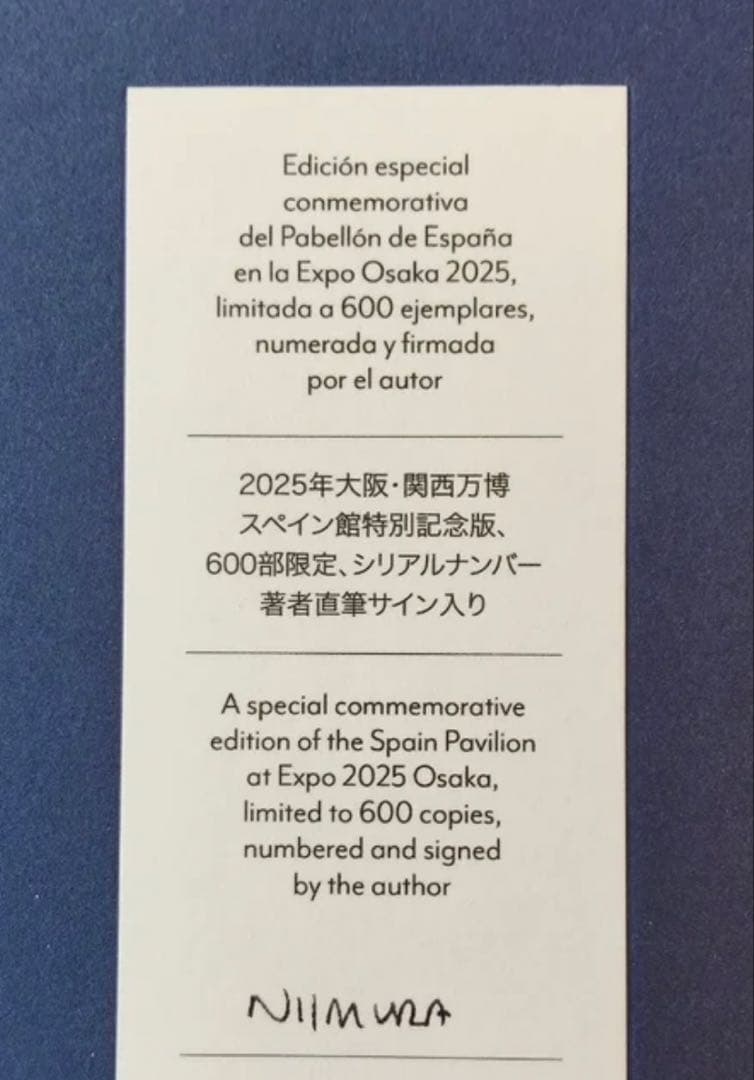 Edición especial
conmemorativa
del Pabellón de España
en la Expo Osaka 2025,
limitada a 600 ejemplares,
numerada y firmada
por el autor
2025年大阪・関西万博
スペイン館特別記念版、
600部限定、シリアルナンバー
著者直筆サイン入り
A special commemorative
edition of the Spain Pavilion
at Expo 2025 Osaka,
limited to 600 copies,
numbered and signed
by the author
NIIMURA